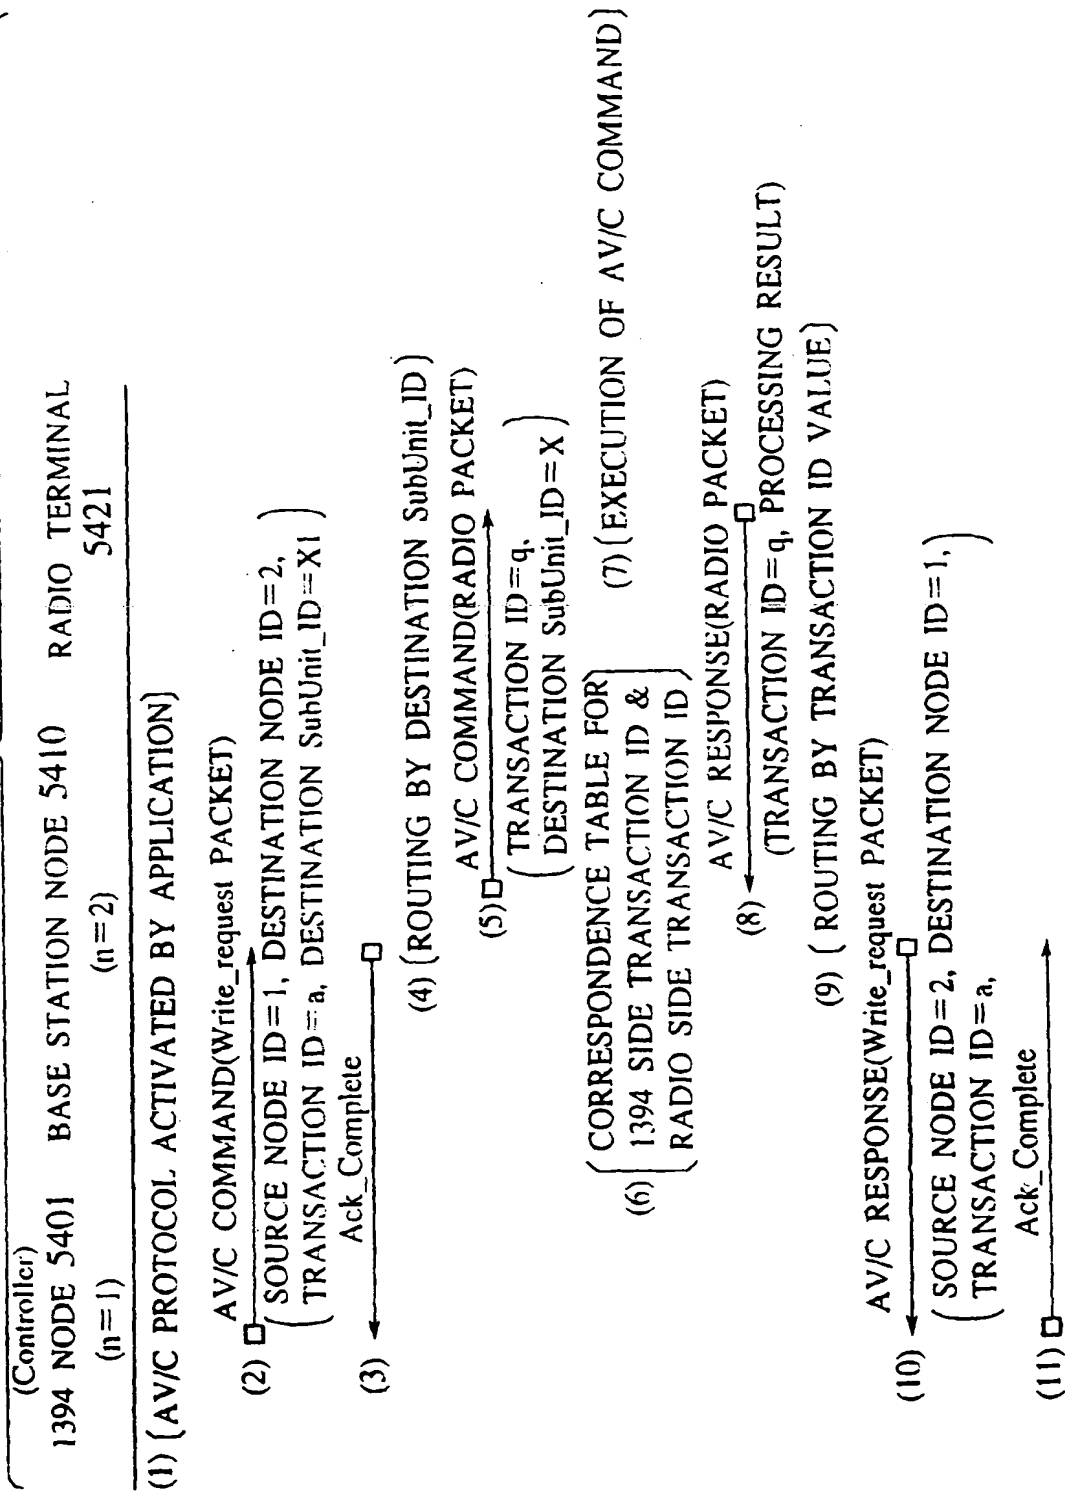 (Controller)
1394 NODE 5401 BASE STATION NODE 5410 RADIO TERMINAL
(n=1) (n=2) 5421
(1) [AV/C PROTOCOL ACTIVATED BY APPLICATION]
AV/C COMMAND(Write_request PACKET)
(2)
(SOURCE NODE ID=1, DESTINATION NODE ID=2,
TRANSACTION ID=a, DESTINATION SubUnit_ID=X1)
Ack_Complete
(3)
(4) [ROUTING BY DESTINATION SubUnit_ID]
AV/C COMMAND(RADIO PACKET)
(5)
(TRANSACTION ID=q,
DESTINATION SubUnit_ID=X)
(CORRESPONDENCE TABLE FOR
(6) 1394 SIDE TRANSACTION ID &
RADIO SIDE TRANSACTION ID)
(7) [EXECUTION OF AV/C COMMAND]
AV/C RESPONSE(RADIO PACKET)
(8)
(TRANSACTION ID=q, PROCESSING RESULT)
(9) [ROUTING BY TRANSACTION ID VALUE]
AV/C RESPONSE(Write_request PACKET)
(10)
(SOURCE NODE ID=2, DESTINATION NODE ID=1,
TRANSACTION ID=a,)
Ack_Complete
(11)